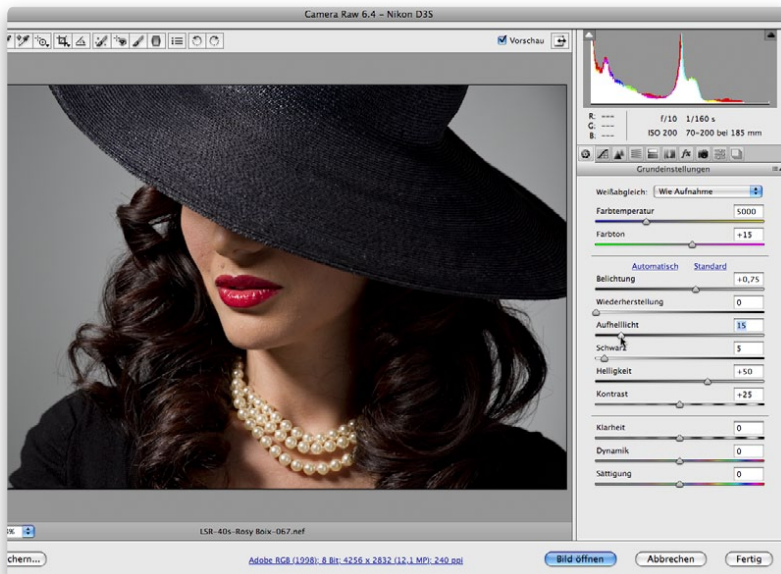 Camera Raw 6.4 – Nikon D3S
Vorschau
R: ---
G: ---
B: ---
f/10 1/160 s
ISO 200 70–200 bei 185 mm
Grundeinstellungen
Weißabgleich: Wie Aufnahme
Farbtemperatur 5000
Farbton +15
Automatisch Standard
Belichtung +0,75
Wiederherstellung 0
Aufhelllicht 15
Schwarz 5
Helligkeit +50
Kontrast +25
Klarheit 0
Dynamik 0
Sättigung 0
LSR-40s-Rosy Boix-067.nef
chern...
Adobe RGB (1998); 8 Bit; 4256 x 2832 (12,1 MP); 240 ppi
Bild öffnen Abbrechen Fertig